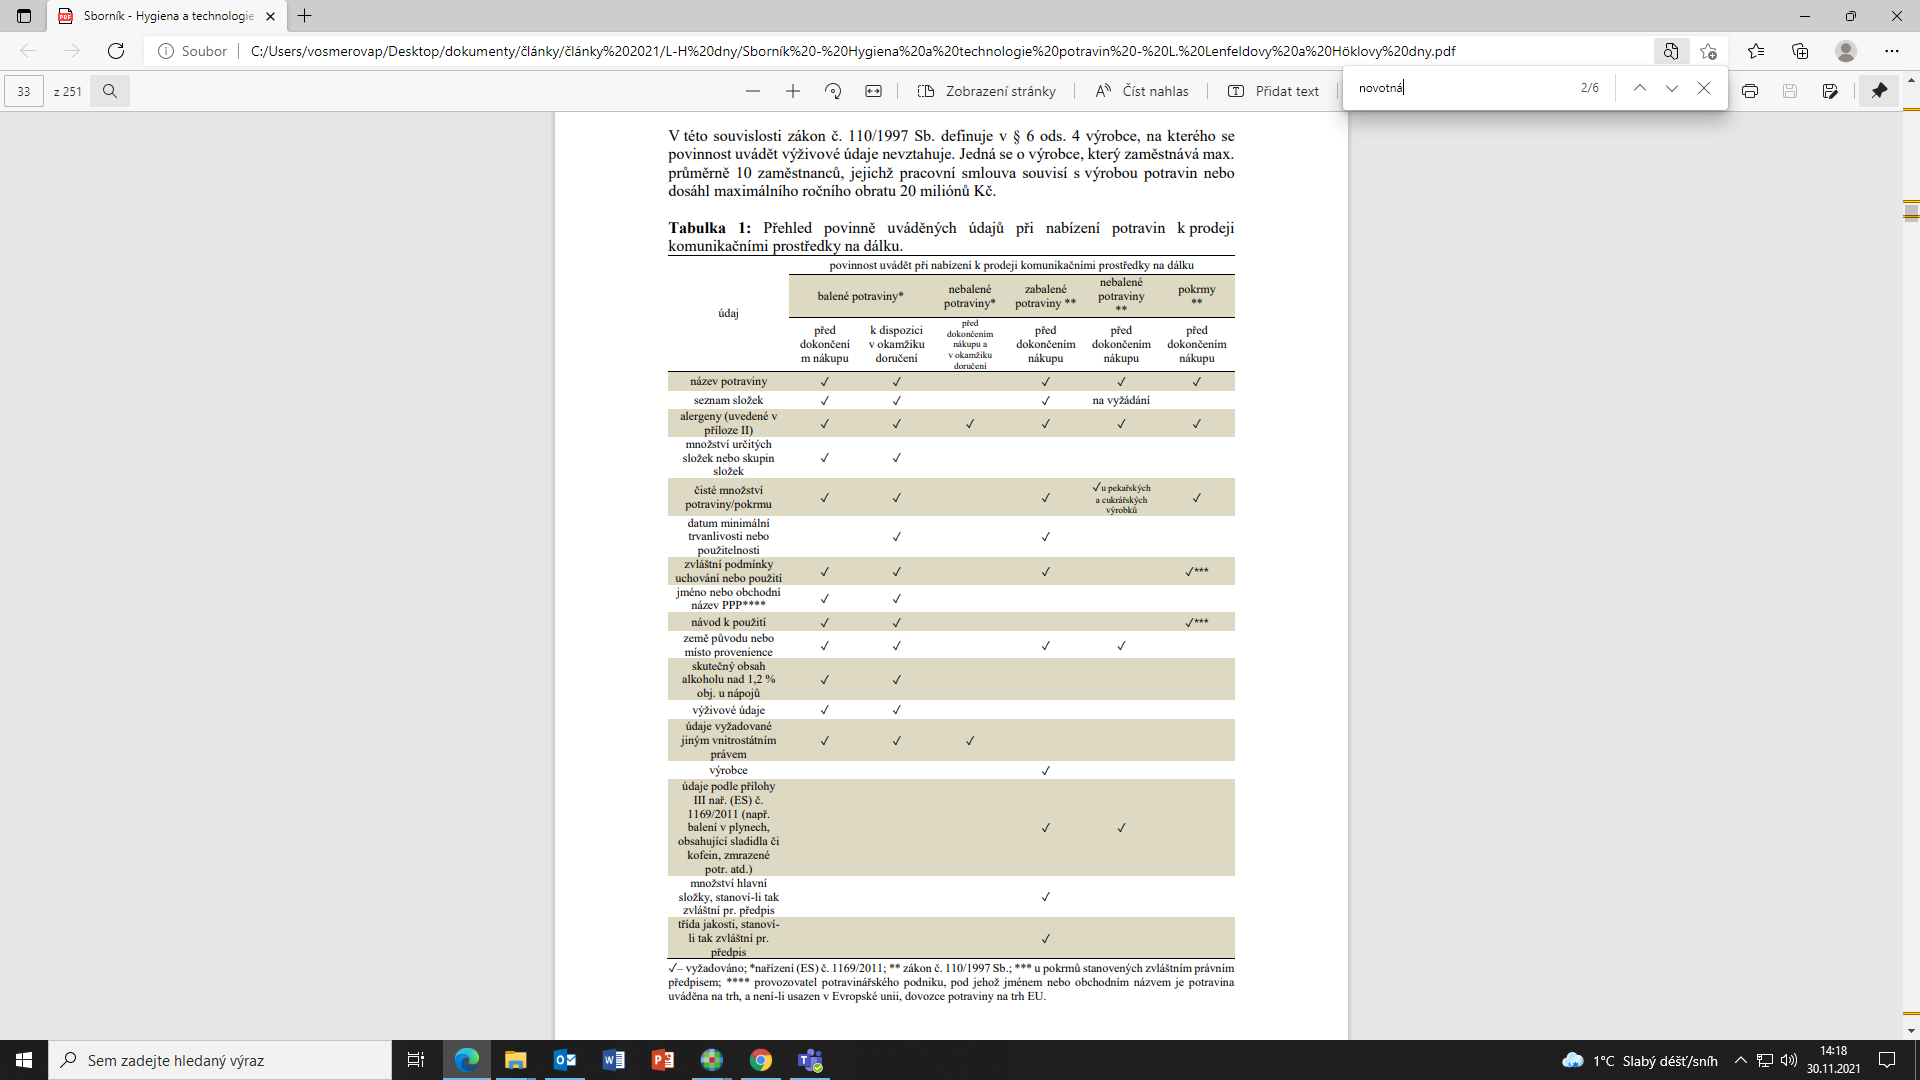 Sborník - Hygiena a technologie
Soubor
C:/Users/vosmerovap/Desktop/dokumenty/články/články%202021/L-H%20dny/Sborník%20-%20Hygiena%20a%20technologie%20potravin%20-%20L.%20Lenfeldovy%20a%20Höklovy%20dny.pdf
33 z 251
Zobrazení stránky
Číst nahlas
Přidat text
novotná
2/6
V této souvislosti zákon č. 110/1997 Sb. definuje v § 6 ods. 4 výrobce, na kterého se
povinnost uvádět výživové údaje nevztahuje. Jedná se o výrobce, který zaměstnává max.
průměrně 10 zaměstnanců, jejichž pracovní smlouva souvisí s výrobou potravin nebo
dosáhl maximálního ročního obratu 20 miliónů Kč.
Tabulka 1: Přehled povinně uváděných údajů při nabízení potravin k prodeji
komunikačními prostředky na dálku.
povinnost uvádět při nabízení k prodeji komunikačními prostředky na dálku
údaj
balené potraviny*
nebalené
potraviny*
zabalené
potraviny **
nebalené
potraviny
**
pokrmy
**
před
dokončení
m nákupu
k dispozici
v okamžiku
doručení
před
dokončením
nákupu a
v okamžiku
doručení
před
dokončením
nákupu
před
dokončením
nákupu
před
dokončením
nákupu
název potraviny ✓ ✓ ✓ ✓ ✓
seznam složek ✓ ✓ ✓ na vyžádání
alergeny (uvedené v
příloze II) ✓ ✓ ✓ ✓ ✓ ✓
množství určitých
složek nebo skupin ✓ ✓
složek
čisté množství
potraviny/pokrmu ✓ ✓ ✓
✓u pekařských
a cukrářských
výrobků
✓
datum minimální
trvanlivosti nebo ✓ ✓
použitelnosti
zvláštní podmínky
uchování nebo použití ✓ ✓ ✓ ✓***
jméno nebo obchodní
název PPP**** ✓ ✓
návod k použití ✓ ✓ ✓***
země původu nebo
místo provenience ✓ ✓ ✓ ✓
skutečný obsah
alkoholu nad 1,2 % ✓ ✓
obj. u nápojů
výživové údaje ✓ ✓
údaje vyžadované
jiným vnitrostátním ✓ ✓ ✓
právem
výrobce ✓
údaje podle přílohy
III nař. (ES) č.
1169/2011 (např.
balení v plynech, ✓ ✓
obsahující sladidla či
kofein, zmrazené
potr. atd.)
množství hlavní
složky, stanoví-li tak ✓
zvláštní pr. předpis
třída jakosti, stanoví-
li tak zvláštní pr. ✓
předpis
✓– vyžadováno; *nařízení (ES) č. 1169/2011; ** zákon č. 110/1997 Sb.; *** u pokrmů stanovených zvláštním právním
předpisem; **** provozovatel potravinářského podniku, pod jehož jménem nebo obchodním názvem je potravina
uváděna na trh, a není-li usazen v Evropské unii, dovozce potraviny na trh EU.
Sem zadejte hledaný výraz
1°C Slabý déšť/sníh
14:18
30.11.2021